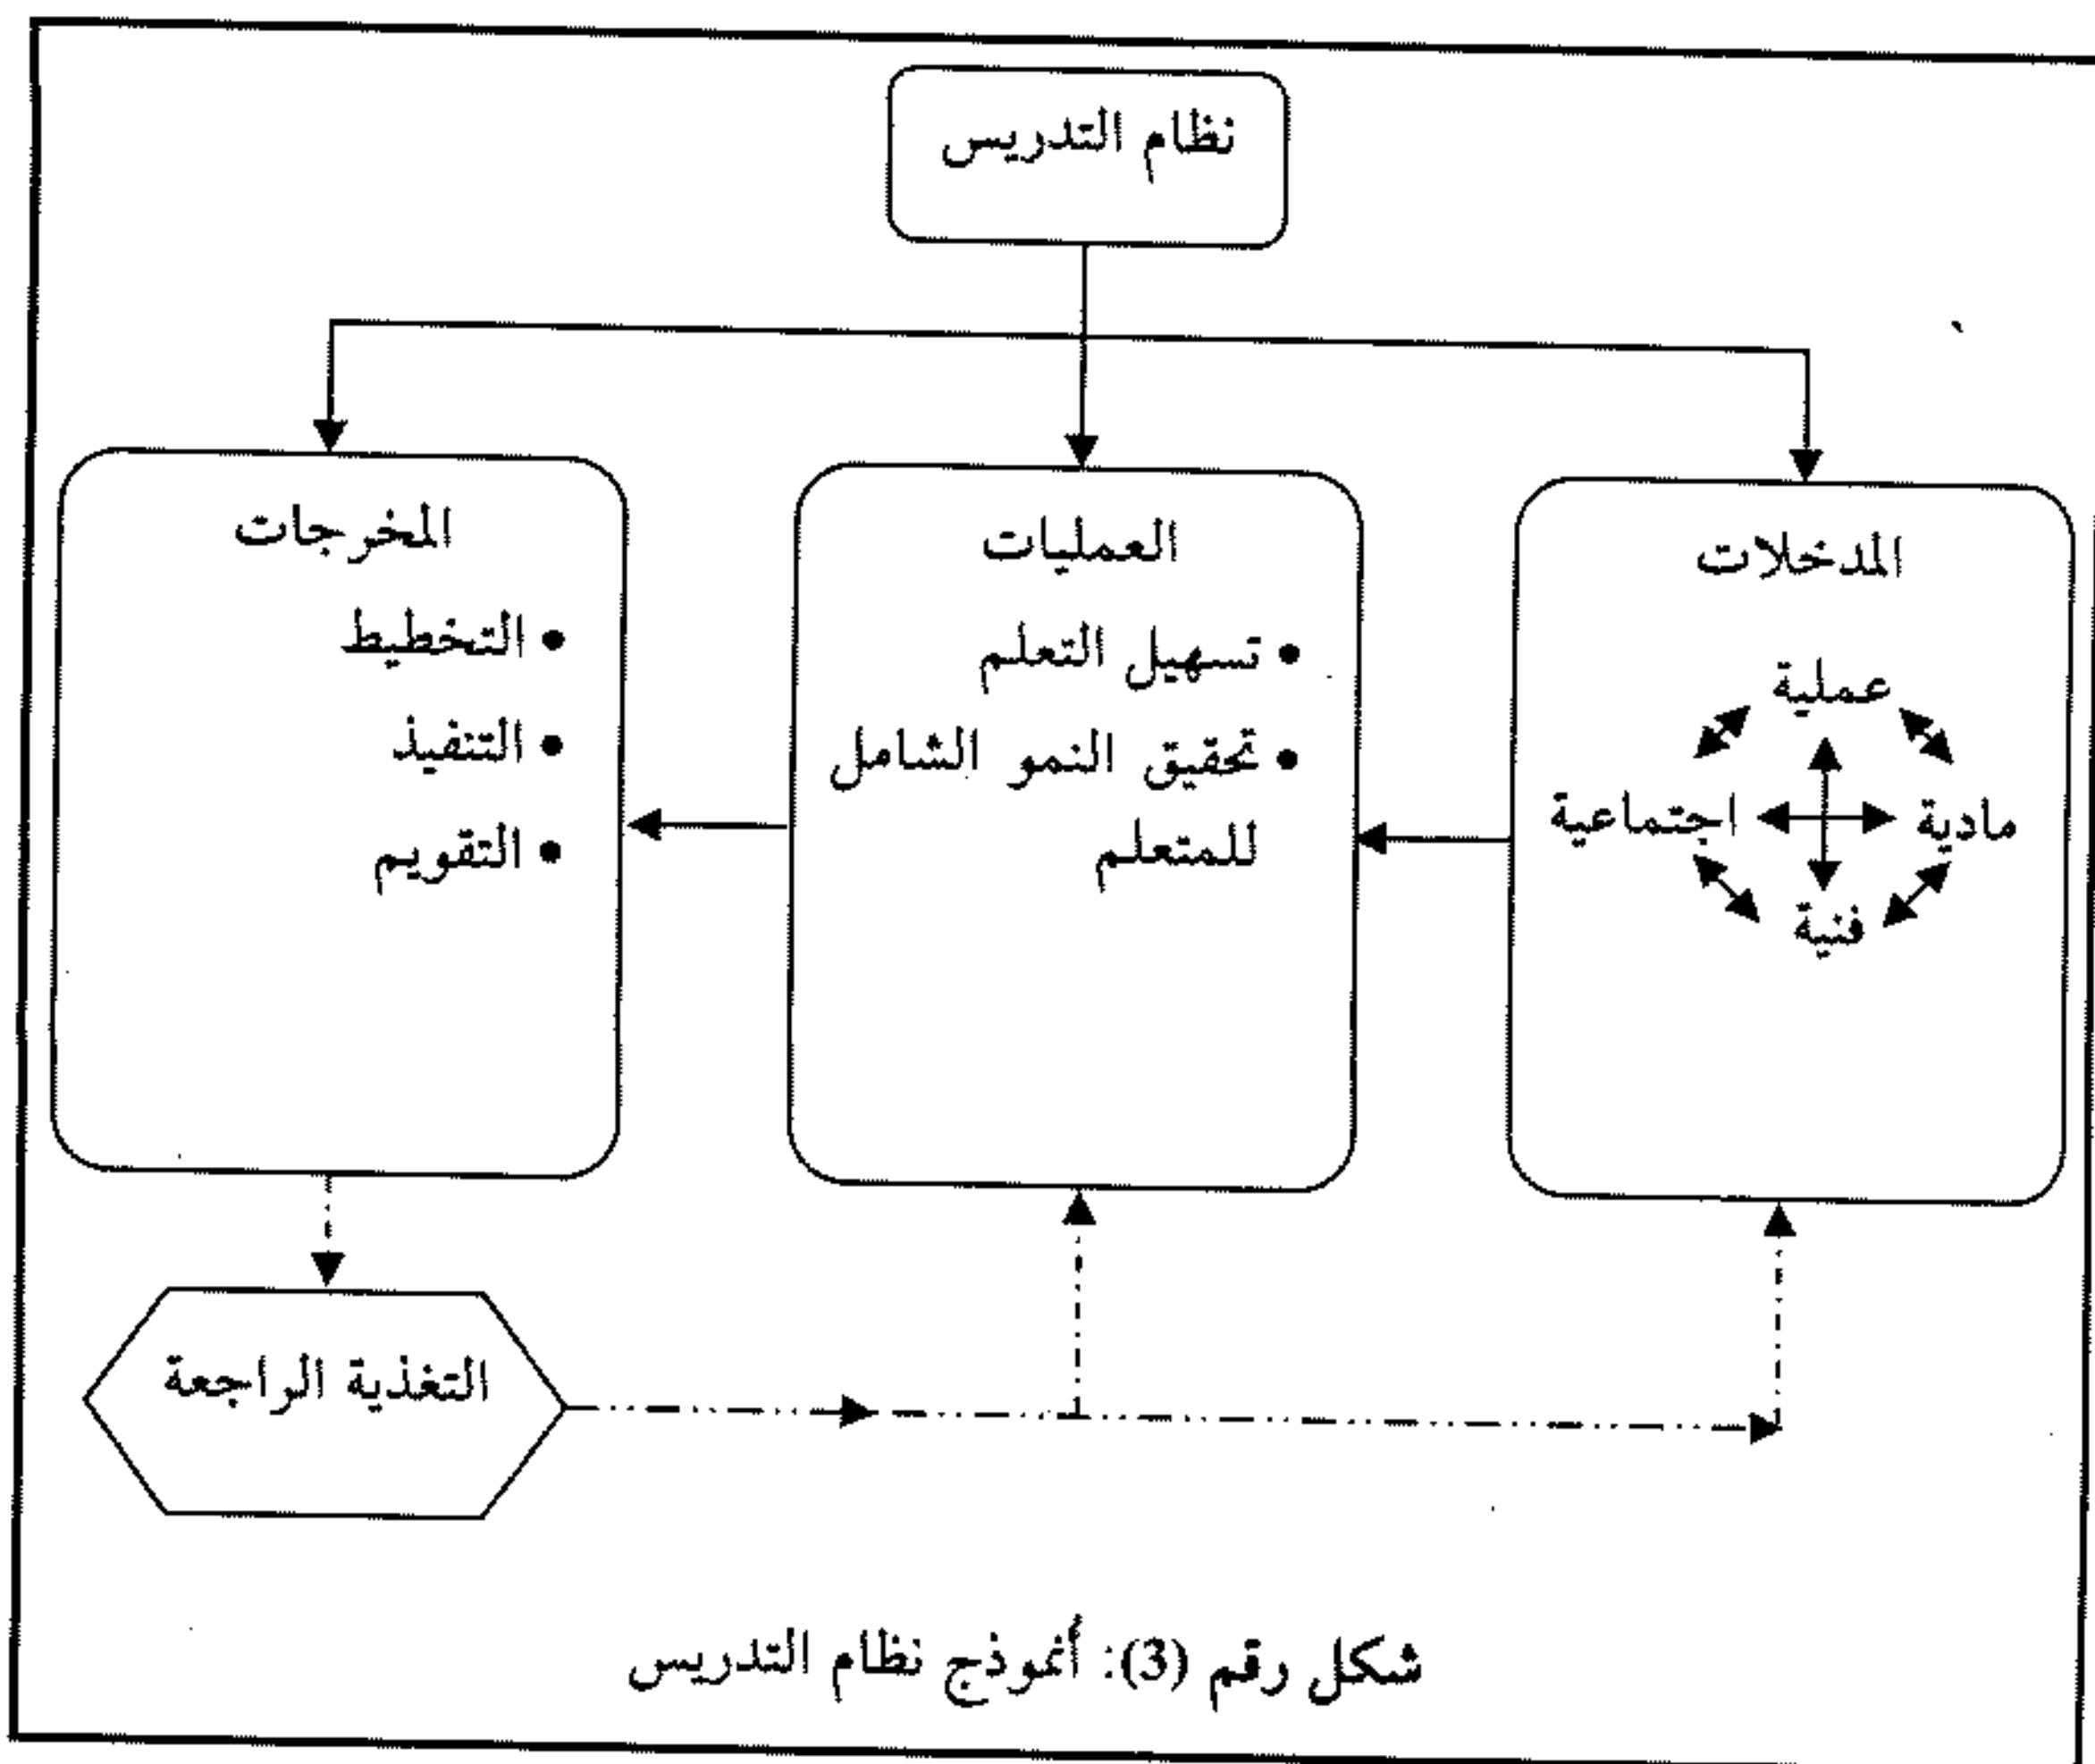 نظام التدريس
المدخلات
عملية
مادية
اجتماعية
فنية
العمليات
• تسهيل التعلم
• تحقيق النمو الشامل
للمتعلم
المخرجات
• التخطيط
• التنفيذ
• التقويم
التغذية الراجعة
شكل رقم (3): أنموذج نظام التدريس